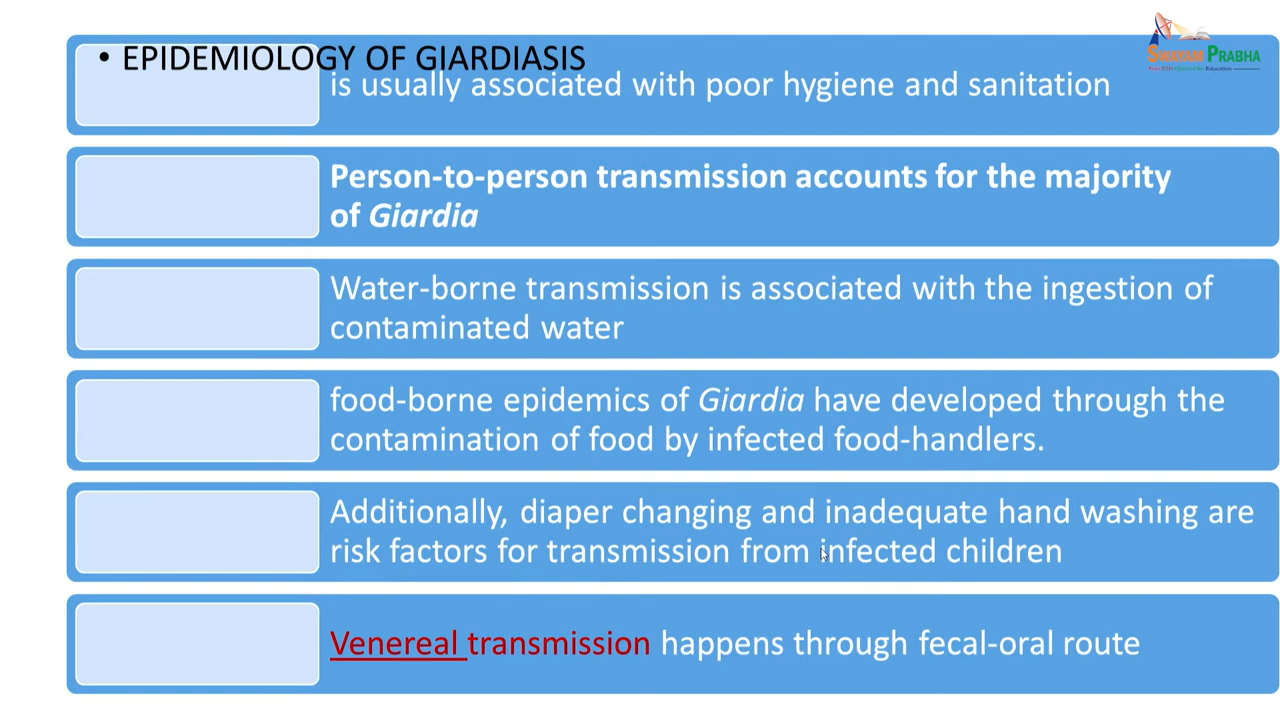 • EPIDEMIOLOGY OF GIARDIASIS
SWAYAM PRABHA
is usually associated with poor hygiene and sanitation
Person-to-person transmission accounts for the majority
of Giardia
Water-borne transmission is associated with the ingestion of
contaminated water
food-borne epidemics of Giardia have developed through the
contamination of food by infected food-handlers.
Additionally, diaper changing and inadequate hand washing are
risk factors for transmission from infected children
Venereal transmission happens through fecal-oral route